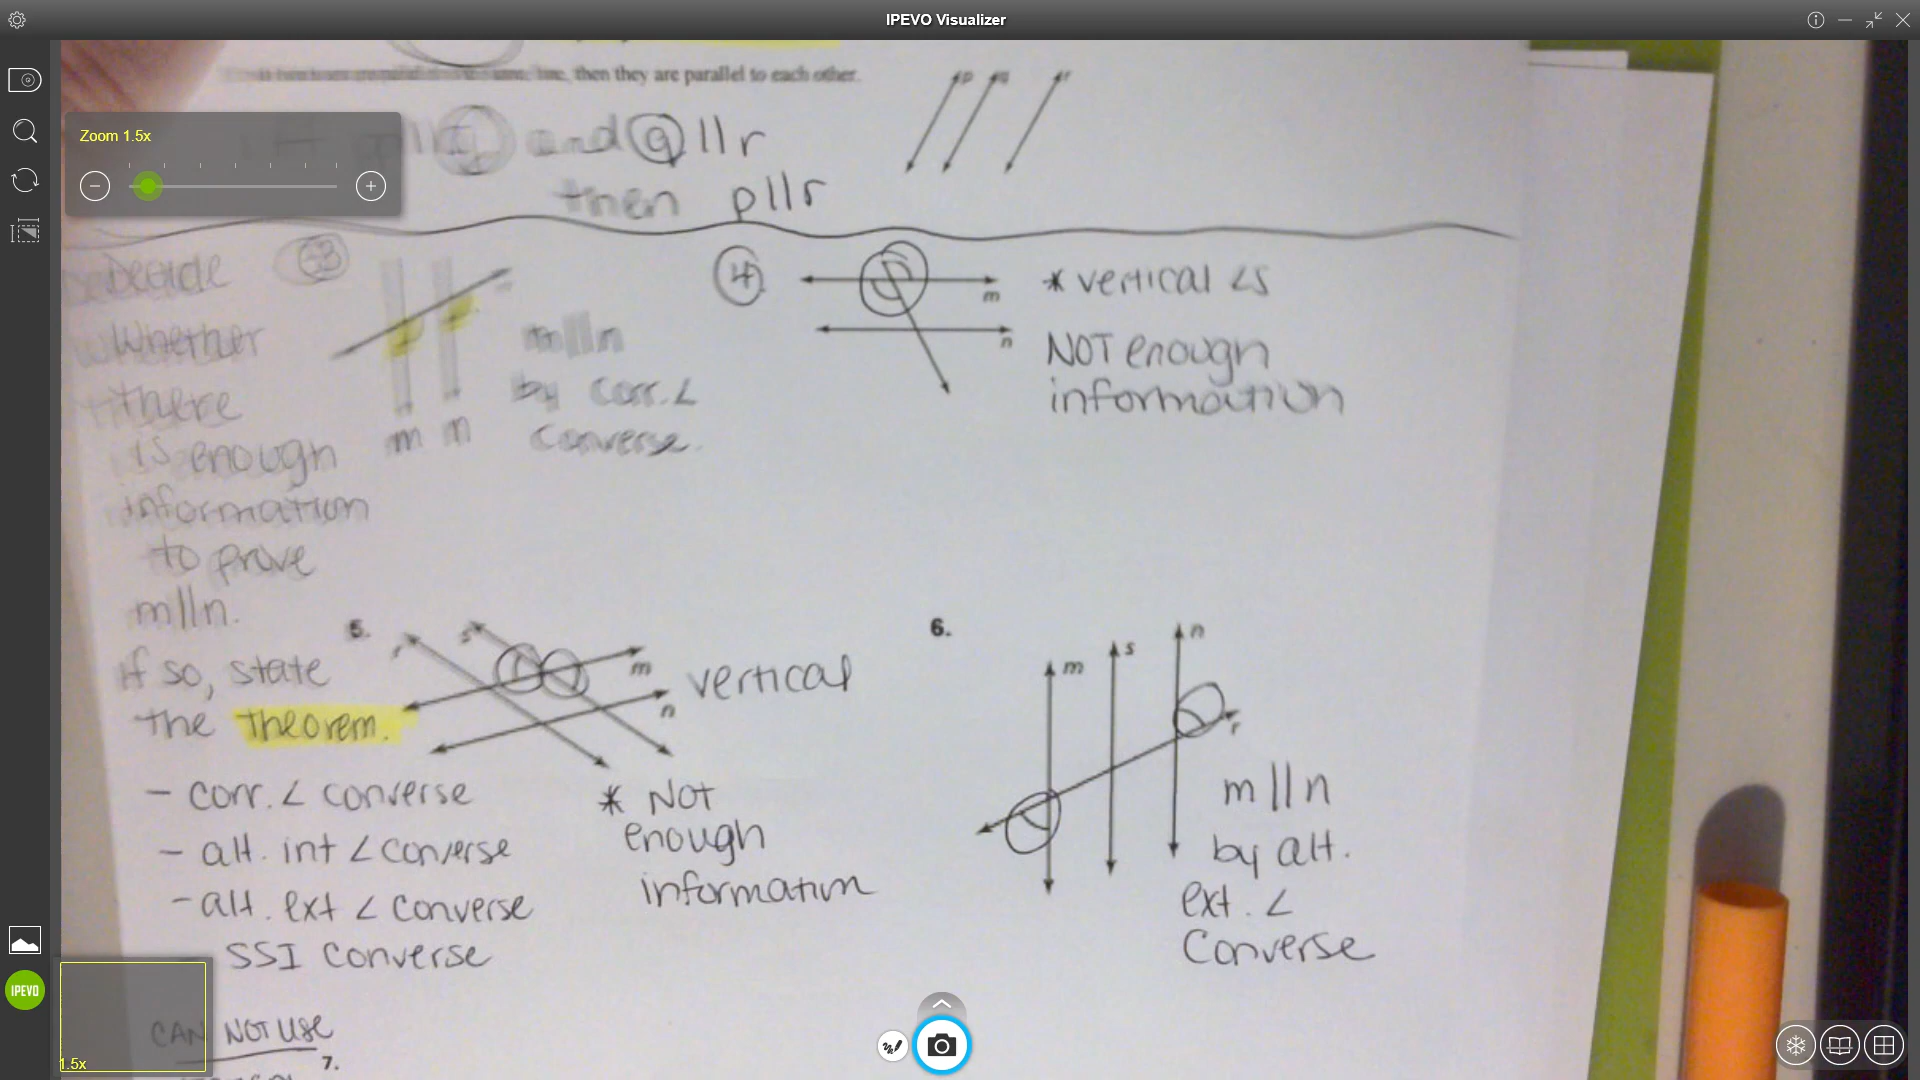 IPEVO Visualizer
then they are parallel to each other.
p q r
Zoom 1.5x
and q ll r
then pllr
Decide
whether
there
is enough
information
to prove
m||n.
If so, state
the theorem.
- corr. ∠ converse
- alt. int ∠ converse
- alt. ext ∠ converse
SSI Converse
CAN NOT USE
3
m n
m||n
by corr. ∠
converse.
4
m
n
* vertical ∠s
NOT enough
information
5.
r s
m
n
vertical
* NOT
enough
information
6.
m s n
r
m || n
by alt.
ext. ∠
Converse
7.
IPEVO
1.5x